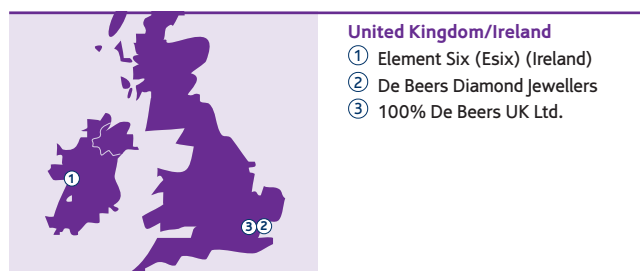 United Kingdom/Ireland
1 Element Six (Esix) (Ireland)
2 De Beers Diamond Jewellers
3 100% De Beers UK Ltd.
1
3 2